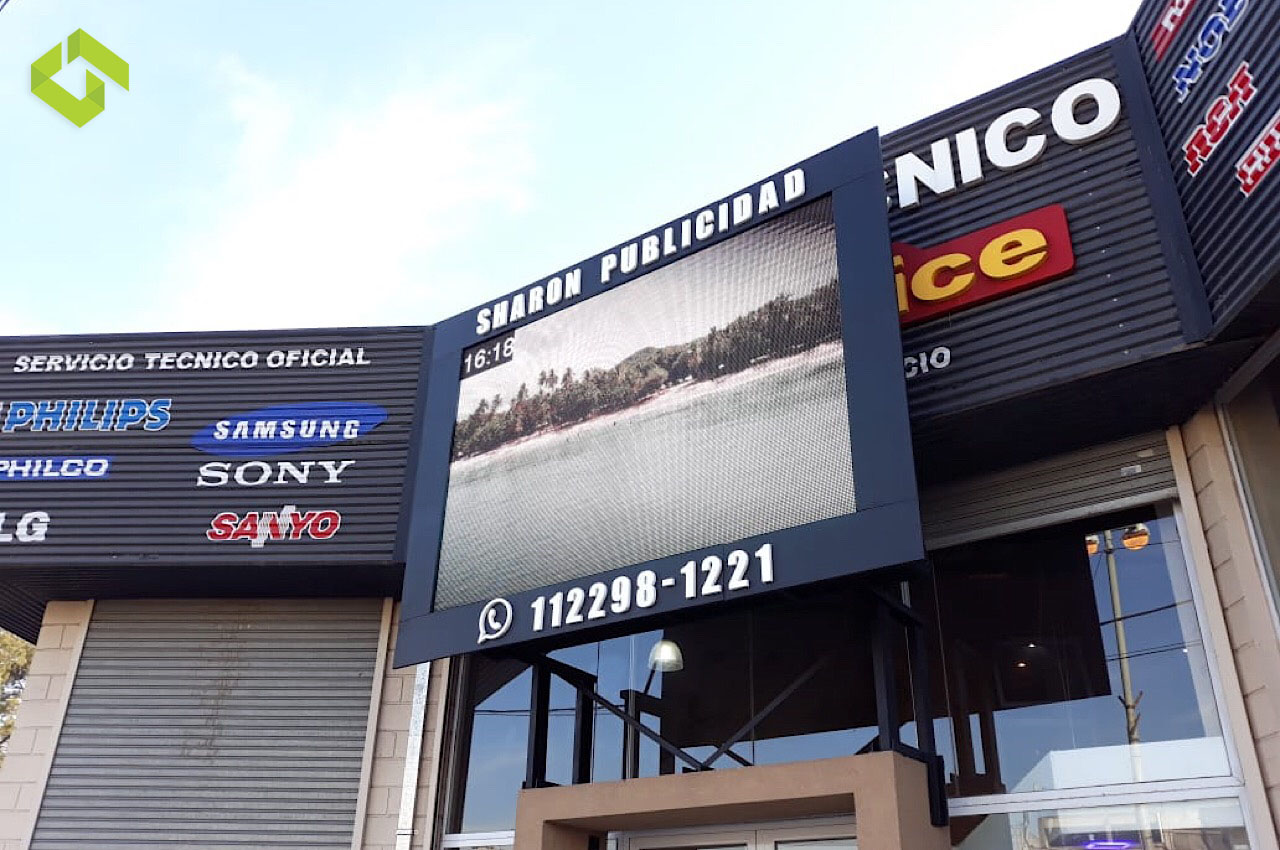 SHARON PUBLICIDAD
16:18
112298-1221
SERVICIO TECNICO OFICIAL
PHILIPS
SAMSUNG
PHILCO
SONY
LG
SANYO
NICO
ice
CIO
RCA